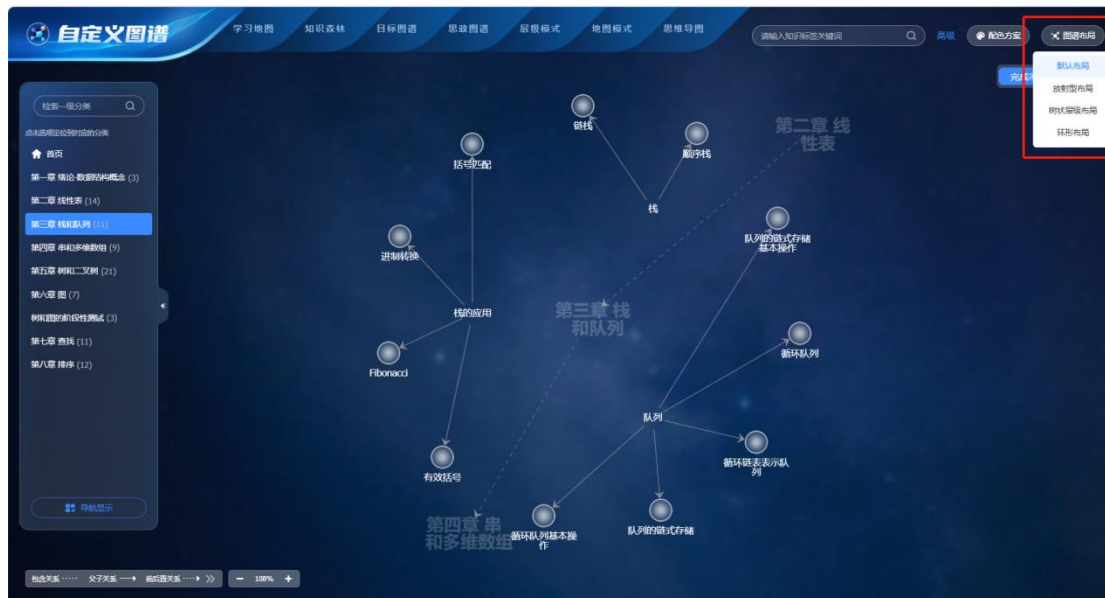 自定义图谱
学习地图
知识森林
目标图谱
思政图谱
层级模式
地图模式
思维导图
请输入知识标签关键词
高级
配色方案
图谱布局
默认布局
放射型布局
树状层级布局
环形布局
检索一级分类
点击选项定位到对应的分类
首页
第一章 绪论-数据结构概念 (3)
第二章 线性表 (14)
第三章 栈和队列 (11)
第四章 串和多维数组 (9)
第五章 树和二叉树 (21)
第六章 图 (7)
树和图的阶段性测试 (3)
第七章 查找 (11)
第八章 排序 (12)
导航显示
链栈
顺序栈
第二章 线
性表
括号匹配
栈
队列的链式存储
基本操作
进制转换
栈的应用
第三章 栈
和队列
循环队列
Fibonacci
队列
循环链表表示队
列
有效括号
第四章 串
和多维数组
循环队列基本操
作
队列的链式存储
包含关系
父子关系
前后置关系
108%